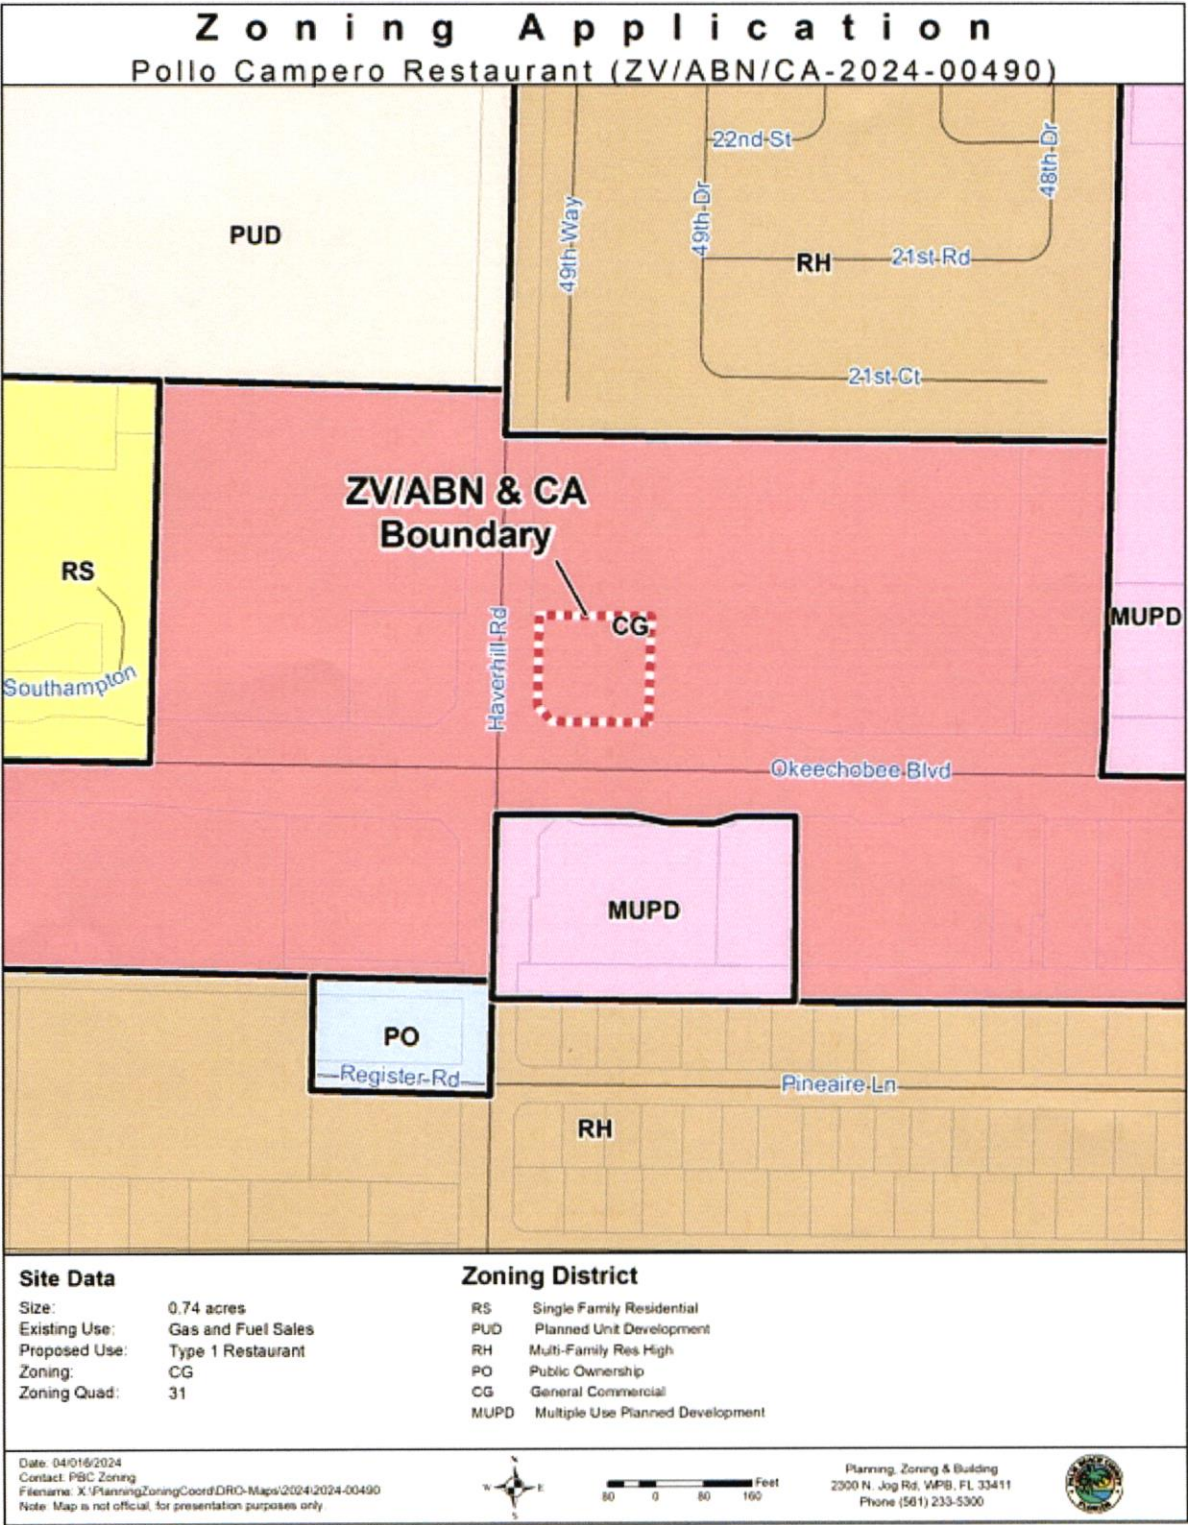 Zoning Application
Pollo Campero Restaurant (ZV/ABN/CA-2024-00490)
22nd St
48th Dr
49th Way
49th Dr
PUD
RH
21st Rd
21st Ct
ZV/ABN & CA
Boundary
RS
CG
MUPD
Haverhill Rd
Southampton
Okeechobee Blvd
MUPD
PO
Register Rd
Pineaire Ln
RH
Site Data
Size: 0.74 acres
Existing Use: Gas and Fuel Sales
Proposed Use: Type 1 Restaurant
Zoning: CG
Zoning Quad: 31
Zoning District
RS Single Family Residential
PUD Planned Unit Development
RH Multi-Family Res High
PO Public Ownership
CG General Commercial
MUPD Multiple Use Planned Development
Date: 04/016/2024
Contact: PBC Zoning
Filename: X:\PlanningZoningCoord\DRO-Maps\2024\2024-00490
Note: Map is not official, for presentation purposes only
N
W E
S
Feet
80 0 80 160
Planning, Zoning & Building
2300 N. Jog Rd, WPB, FL 33411
Phone (561) 233-5300
PALM BEACH COUNTY
FLORIDA